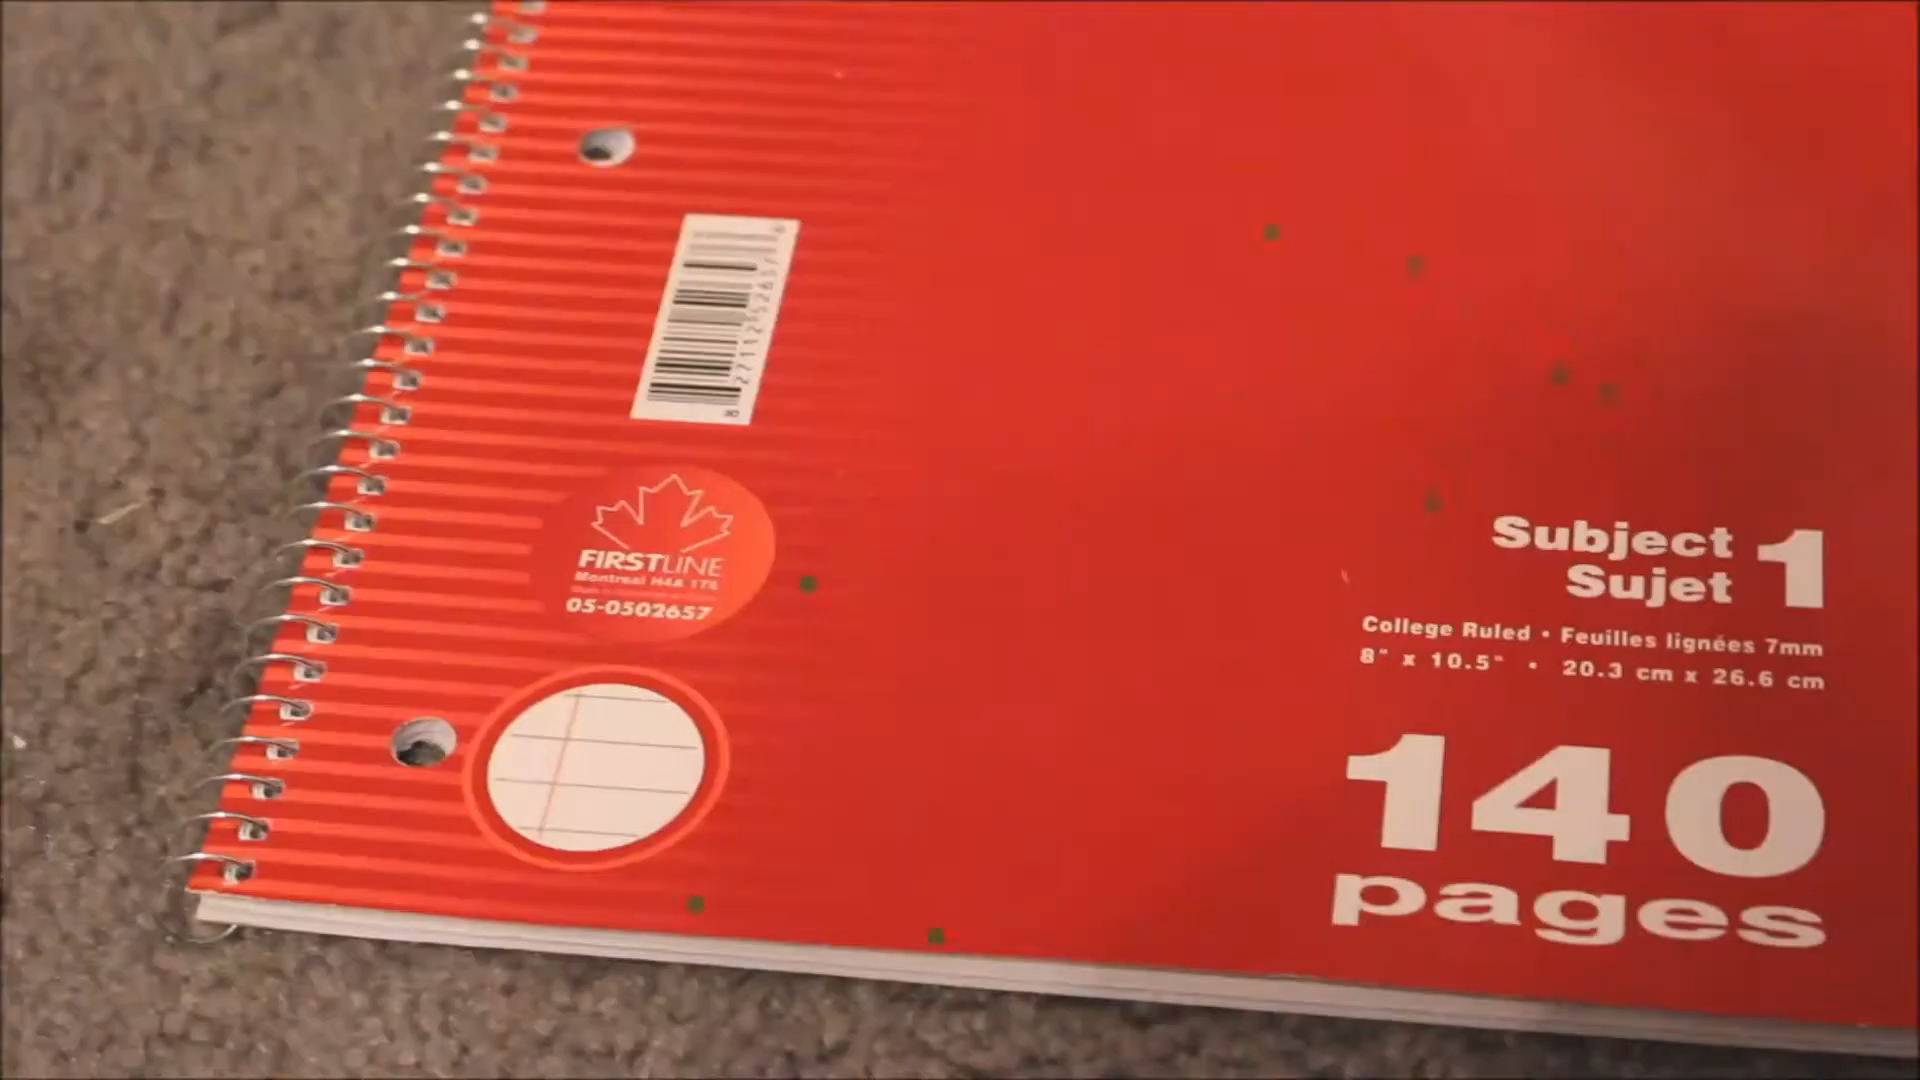 FIRSTLINE
Montreal H4A 1T6
05-0502657
Subject 1
Sujet
College Ruled • Feuilles lignées 7mm
8" x 10.5" • 20.3 cm x 26.6 cm
140
pages